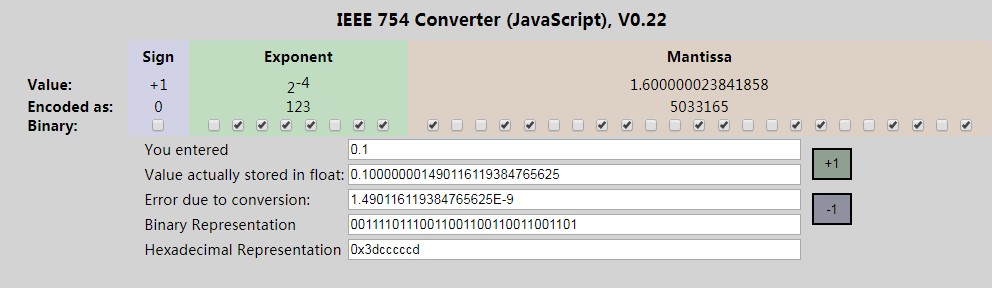 IEEE 754 Converter (JavaScript), V0.22
Sign Exponent Mantissa
Value: +1 2-4 1.600000023841858
Encoded as: 0 123 5033165
Binary:
You entered 0.1
Value actually stored in float: 0.100000001490116119384765625
Error due to conversion: 1.490116119384765625E-9
Binary Representation 00111101110011001100110011001101
Hexadecimal Representation 0x3dcccccd
+1
-1